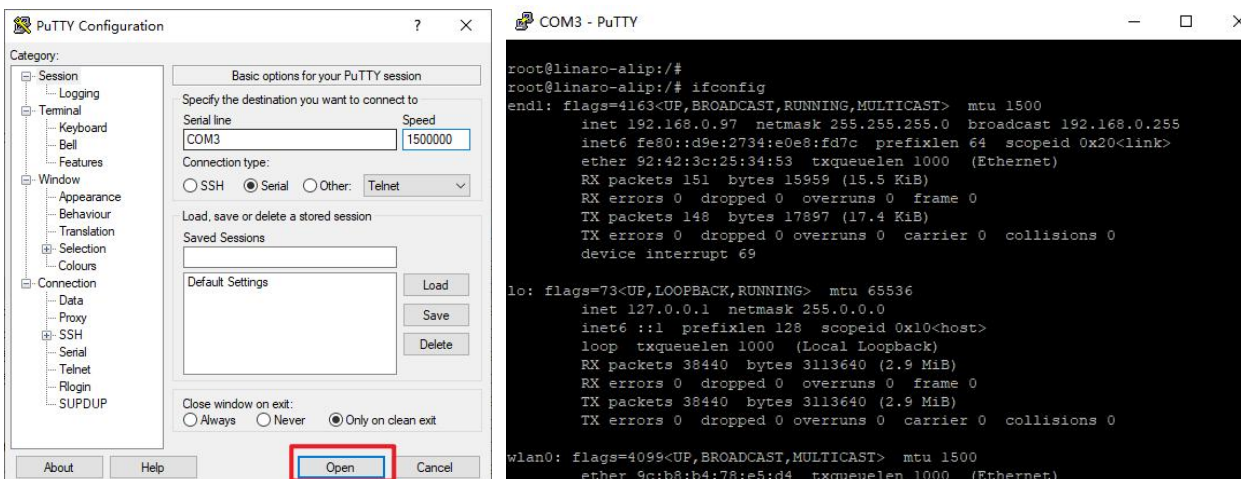 PuTTY Configuration
? ×
Category:
Session
Logging
Terminal
Keyboard
Bell
Features
Window
Appearance
Behaviour
Translation
Selection
Colours
Connection
Data
Proxy
SSH
Serial
Telnet
Rlogin
SUPDUP
Basic options for your PuTTY session
Specify the destination you want to connect to
Serial line Speed
COM3 1500000
Connection type:
SSH Serial Other: Telnet
Load, save or delete a stored session
Saved Sessions
Default Settings
Load
Save
Delete
Close window on exit:
Always Never Only on clean exit
About Help Open Cancel
COM3 - PuTTY
root@linaro-alip:/#
root@linaro-alip:/# ifconfig
end1: flags=4163<UP,BROADCAST,RUNNING,MULTICAST> mtu 1500
inet 192.168.0.97 netmask 255.255.255.0 broadcast 192.168.0.255
inet6 fe80::d9e:2734:e0e8:fd7c prefixlen 64 scopeid 0x20<link>
ether 92:42:3c:25:34:53 txqueuelen 1000 (Ethernet)
RX packets 151 bytes 15959 (15.5 KiB)
RX errors 0 dropped 0 overruns 0 frame 0
TX packets 148 bytes 17897 (17.4 KiB)
TX errors 0 dropped 0 overruns 0 carrier 0 collisions 0
device interrupt 69
lo: flags=73<UP,LOOPBACK,RUNNING> mtu 65536
inet 127.0.0.1 netmask 255.0.0.0
inet6 ::1 prefixlen 128 scopeid 0x10<host>
loop txqueuelen 1000 (Local Loopback)
RX packets 38440 bytes 3113640 (2.9 MiB)
RX errors 0 dropped 0 overruns 0 frame 0
TX packets 38440 bytes 3113640 (2.9 MiB)
TX errors 0 dropped 0 overruns 0 carrier 0 collisions 0
wlan0: flags=4099<UP,BROADCAST,MULTICAST> mtu 1500
ether 9c:b8:b4:78:e5:d4 txqueuelen 1000 (Ethernet)